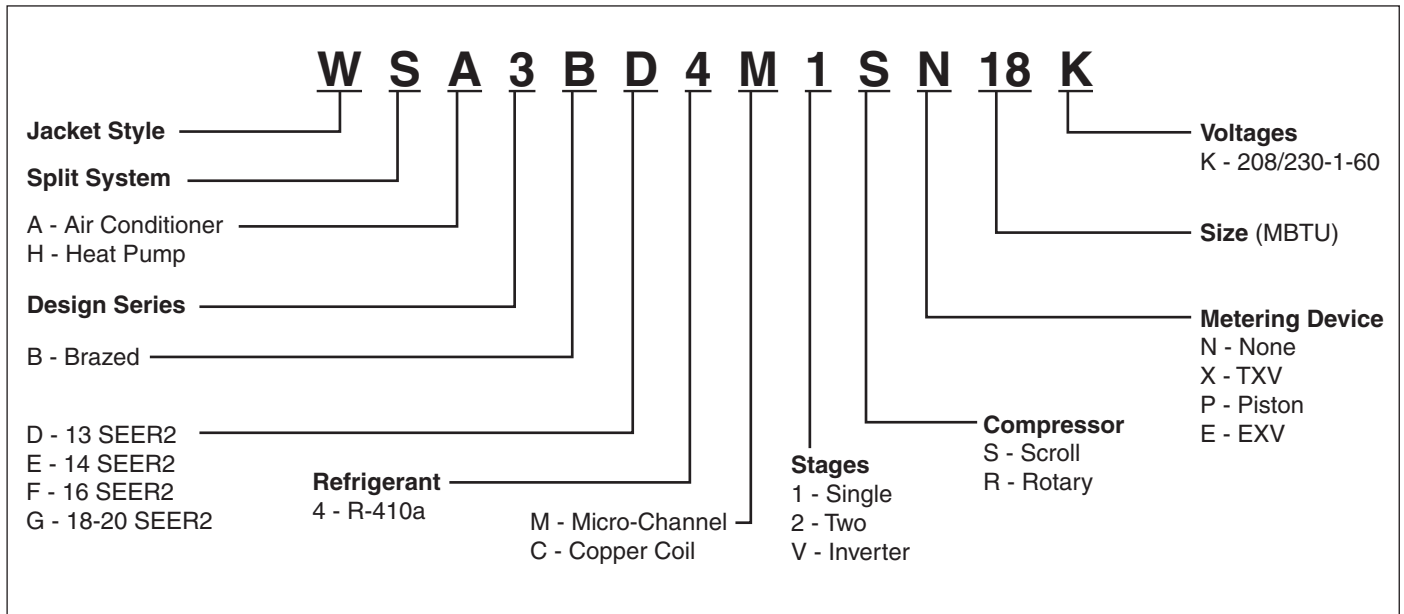 W S A 3 B D 4 M 1 S N 18 K
Jacket Style
Split System
A - Air Conditioner
H - Heat Pump
Design Series
B - Brazed
D - 13 SEER2
E - 14 SEER2
F - 16 SEER2
G - 18-20 SEER2
Refrigerant
4 - R-410a
M - Micro-Channel
C - Copper Coil
Stages
1 - Single
2 - Two
V - Inverter
Compressor
S - Scroll
R - Rotary
Metering Device
N - None
X - TXV
P - Piston
E - EXV
Size (MBTU)
Voltages
K - 208/230-1-60